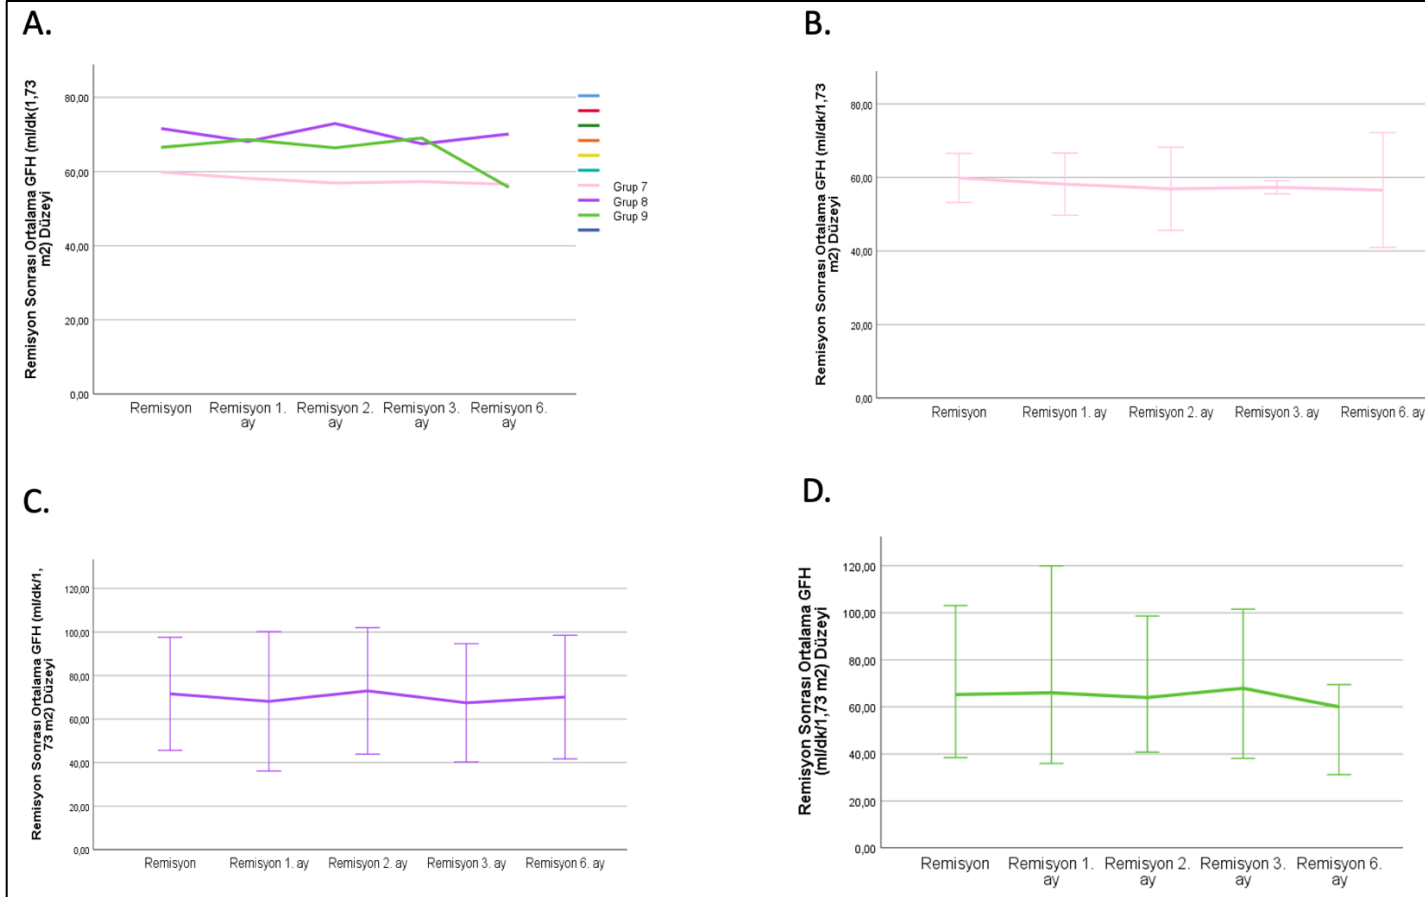 A.
Remisyon Sonrası Ortalama GFH (ml/dk(1,73
m2) Düzeyi
80,00
60,00
40,00
20,00
0,00
Remisyon
Remisyon 1.
ay
Remisyon 2.
ay
Remisyon 3.
ay
Remisyon 6.
ay
Grup 7
Grup 8
Grup 9
B.
Remisyon Sonrası Ortalama GFH (ml/dk/1,73
m2) Düzeyi
80,00
60,00
40,00
20,00
,00
Remisyon
Remisyon 1. ay
Remisyon 2. ay
Remisyon 3. ay
Remisyon 6. ay
C.
Remisyon Sonrası Ortalama GFH (ml/dk/1,
73 m2) Düzeyi
120,00
100,00
80,00
60,00
40,00
20,00
0,00
Remisyon
Remisyon 1. ay
Remisyon 2. ay
Remisyon 3. ay
Remisyon 6. ay
D.
Remisyon Sonrası Ortalama GFH
(ml/dk/1,73 m2) Düzeyi
120,00
100,00
80,00
60,00
40,00
20,00
0,00
Remisyon
Remisyon 1.
ay
Remisyon 2.
ay
Remisyon 3.
ay
Remisyon 6.
ay